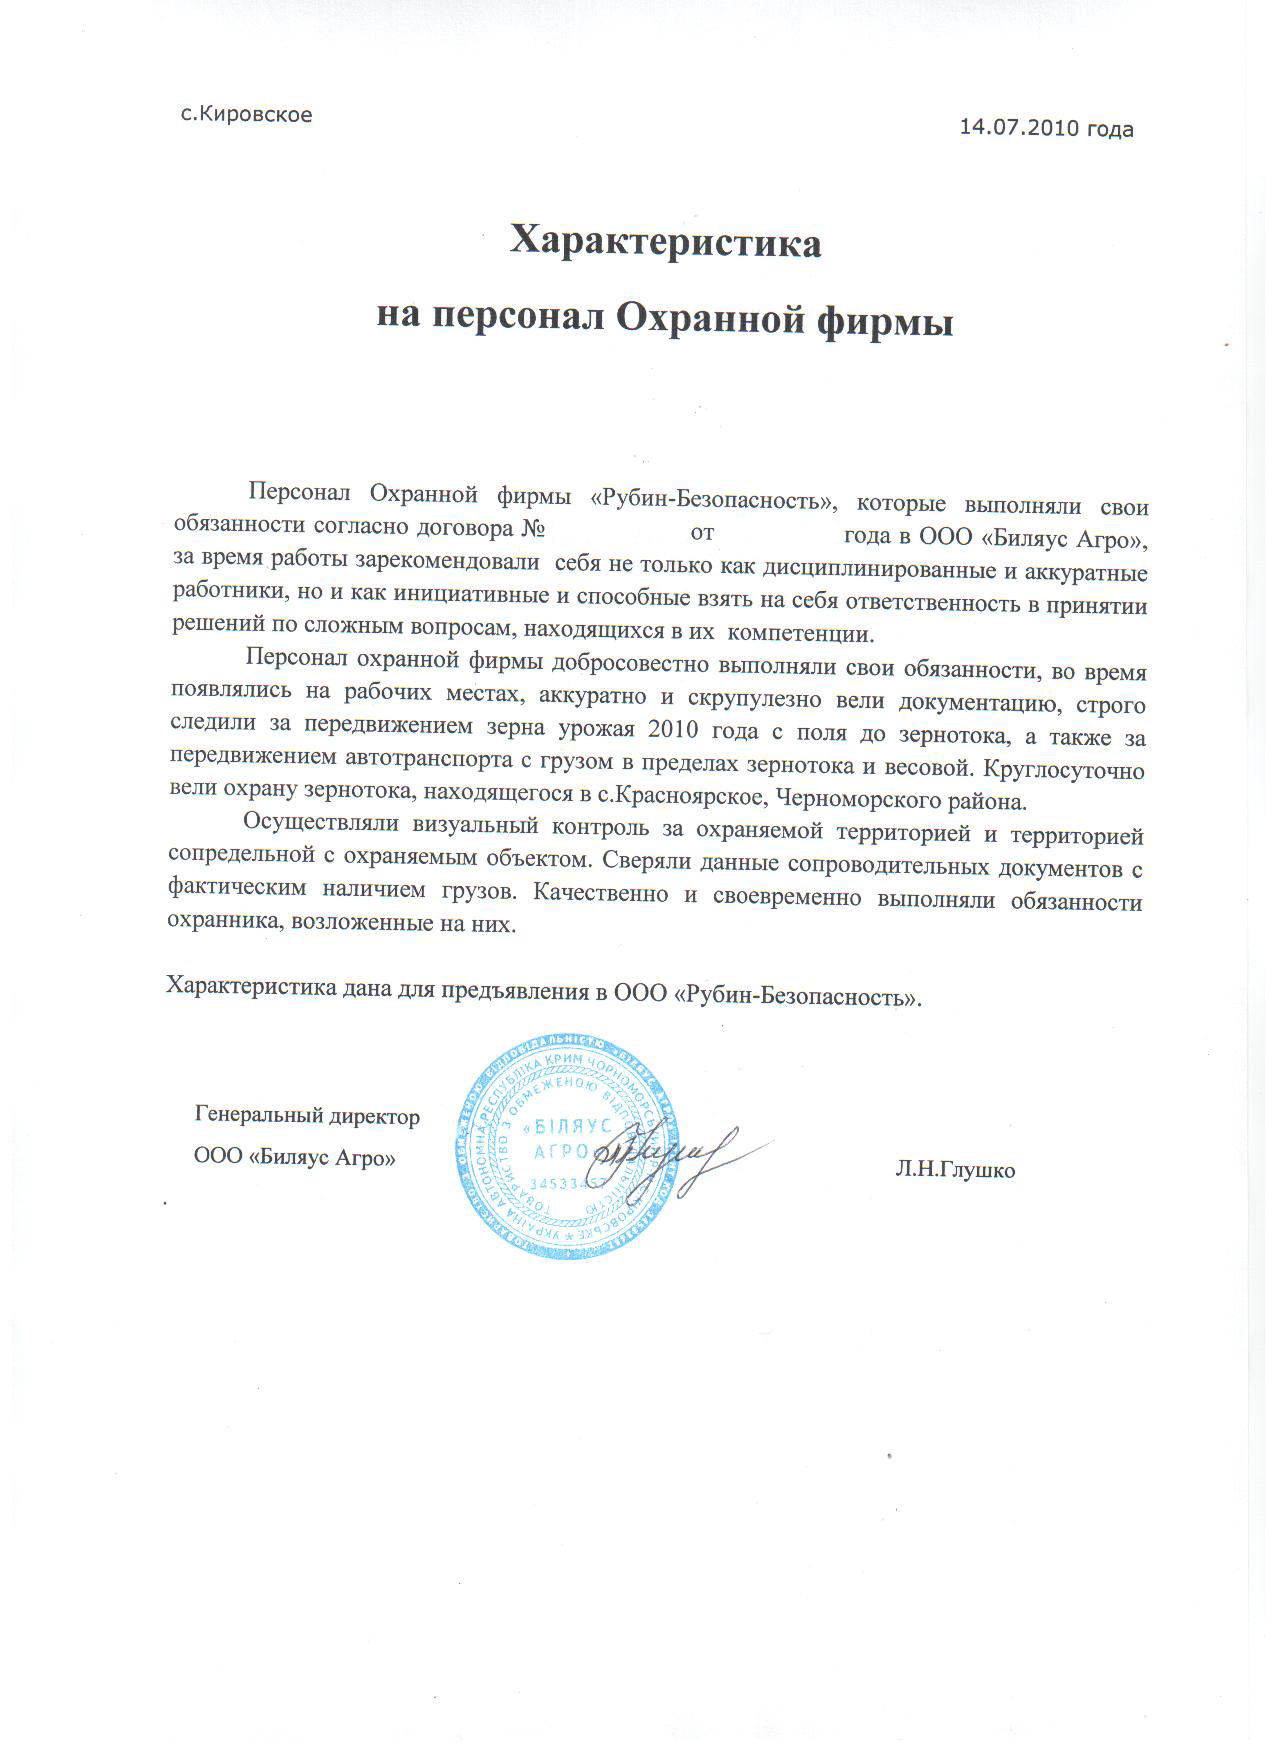 с.Кировское
14.07.2010 года
Характеристика
на персонал Охранной фирмы
Персонал Охранной фирмы «Рубин-Безопасность», которые выполняли свои
обязанности согласно договора № от года в ООО «Биляус Агро»,
за время работы зарекомендовали себя не только как дисциплинированные и аккуратные
работники, но и как инициативные и способные взять на себя ответственность в принятии
решений по сложным вопросам, находящихся в их компетенции.
Персонал охранной фирмы добросовестно выполняли свои обязанности, во время
появлялись на рабочих местах, аккуратно и скрупулезно вели документацию, строго
следили за передвижением зерна урожая 2010 года с поля до зернотока, а также за
передвижением автотранспорта с грузом в пределах зернотока и весовой. Круглосуточно
вели охрану зернотока, находящегося в с.Красноярское, Черноморского района.
Осуществляли визуальный контроль за охраняемой территорией и территорией
сопредельной с охраняемым объектом. Сверяли данные сопроводительных документов с
фактическим наличием грузов. Качественно и своевременно выполняли обязанности
охранника, возложенные на них.
Характеристика дана для предъявления в ООО «Рубин-Безопасность».
Генеральный директор
ООО «Биляус Агро»
Л.Н.Глушко
УКРАЇНА АВТОНОМНА РЕСПУБЛІКА КРИМ ЧОРНОМОРСЬКИЙ
ТОВАРИСТВО З ОБМЕЖЕНОЮ ВІДПОВІДАЛЬНІСТЮ
«БІЛЯУС
АГРО»
34533457